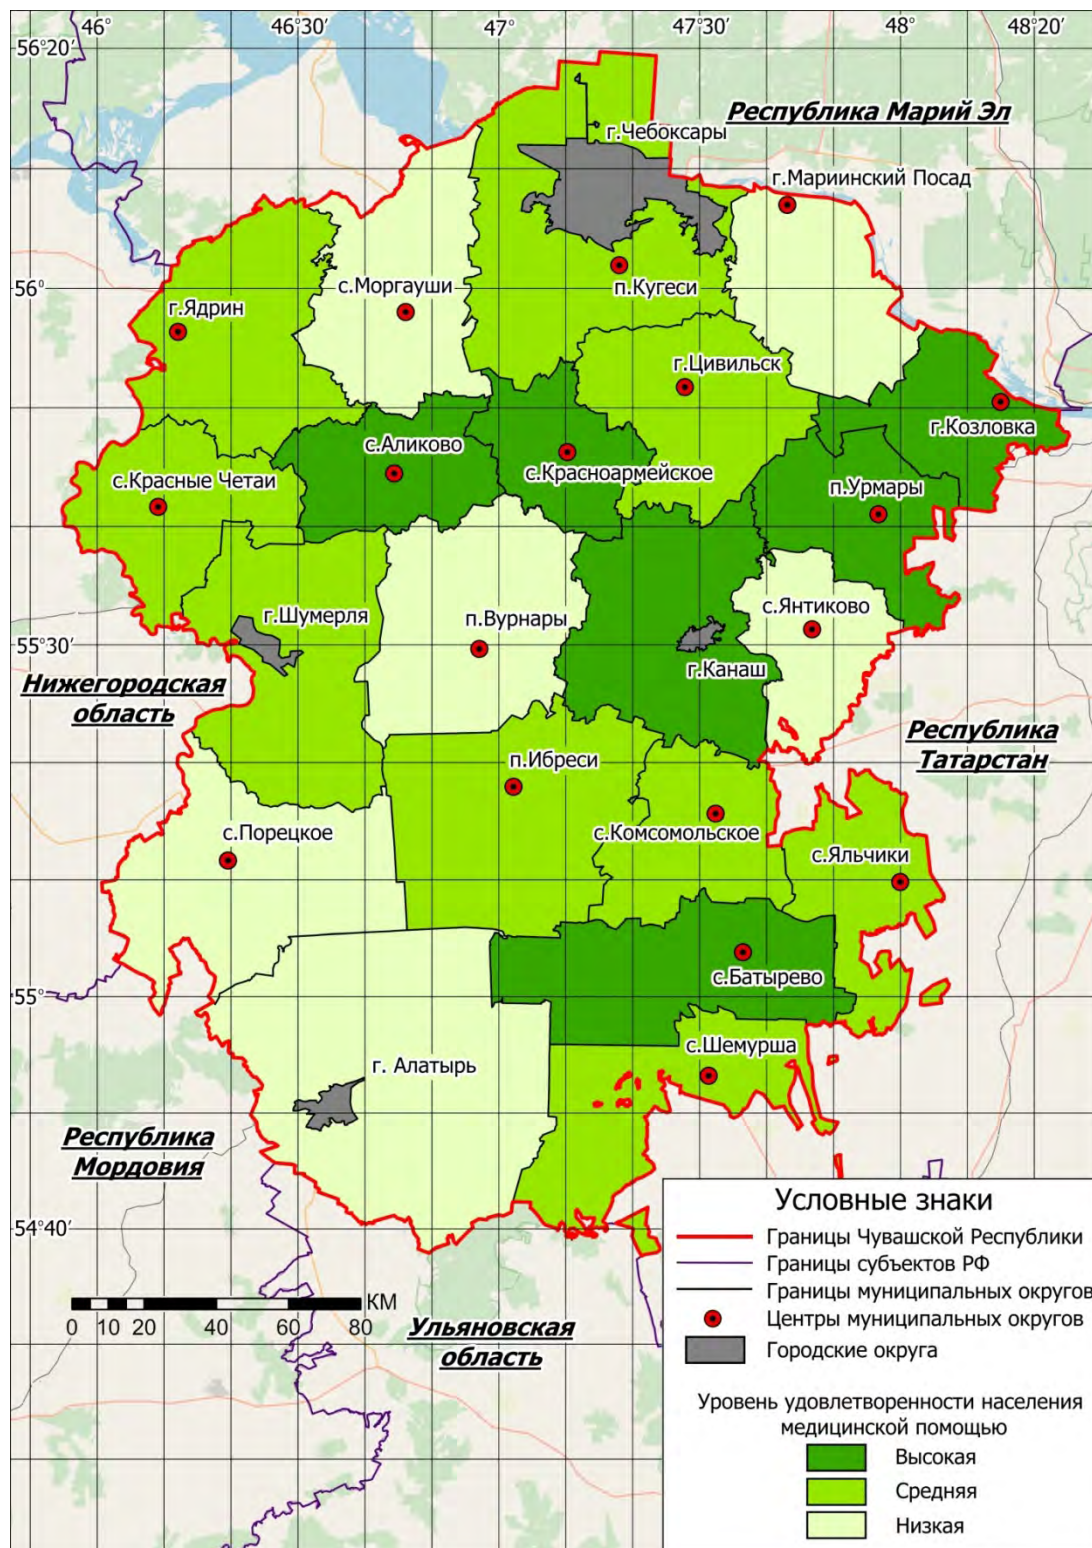 46° 46°30' 47° 47°30' 48° 48°20'
56°20'
Республика Марий Эл
г.Чебоксары
г.Мариинский Посад
56°
п.Кугеси
с.Моргауши
г.Ядрин
г.Цивильск
г.Козловка
с.Аликово
с.Красноармейское
с.Красные Четаи
п.Урмары
г.Шумерля
п.Вурнары
с.Янтиково
55°30'
г.Канаш
Нижегородская
область
Республика
Татарстан
п.Ибреси
с.Порецкое
с.Комсомольское
с.Яльчики
с.Батырево
55°
с.Шемурша
г. Алатырь
Республика
Мордовия
54°40'
КМ
0 10 20 40 60 80
Ульяновская
область
Условные знаки
Границы Чувашской Республики
Границы субъектов РФ
Границы муниципальных округов
Центры муниципальных округов
Городские округа
Уровень удовлетворенности населения
медицинской помощью
Высокая
Средняя
Низкая